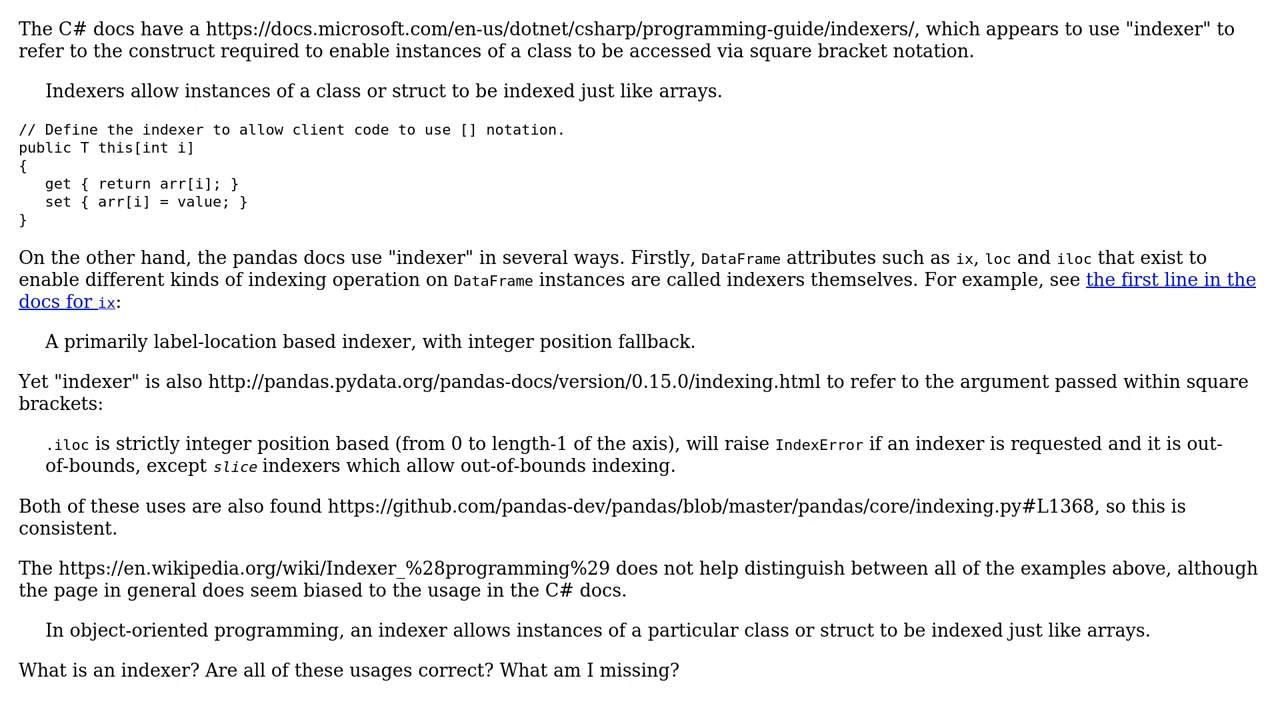 The C# docs have a https://docs.microsoft.com/en-us/dotnet/csharp/programming-guide/indexers/, which appears to use "indexer" to
refer to the construct required to enable instances of a class to be accessed via square bracket notation.
Indexers allow instances of a class or struct to be indexed just like arrays.
// Define the indexer to allow client code to use [] notation.
public T this[int i]
{
   get { return arr[i]; }
   set { arr[i] = value; }
}
On the other hand, the pandas docs use "indexer" in several ways. Firstly, DataFrame attributes such as ix, loc and iloc that exist to
enable different kinds of indexing operation on DataFrame instances are called indexers themselves. For example, see the first line in the
docs for ix:
A primarily label-location based indexer, with integer position fallback.
Yet "indexer" is also http://pandas.pydata.org/pandas-docs/version/0.15.0/indexing.html to refer to the argument passed within square
brackets:
.iloc is strictly integer position based (from 0 to length-1 of the axis), will raise IndexError if an indexer is requested and it is out-
of-bounds, except slice indexers which allow out-of-bounds indexing.
Both of these uses are also found https://github.com/pandas-dev/pandas/blob/master/pandas/core/indexing.py#L1368, so this is
consistent.
The https://en.wikipedia.org/wiki/Indexer_%28programming%29 does not help distinguish between all of the examples above, although
the page in general does seem biased to the usage in the C# docs.
In object-oriented programming, an indexer allows instances of a particular class or struct to be indexed just like arrays.
What is an indexer? Are all of these usages correct? What am I missing?